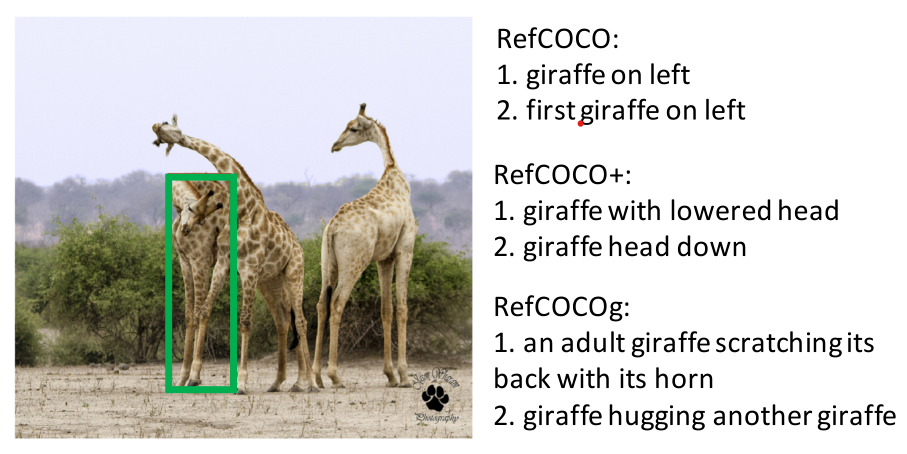 RefCOCO:
1. giraffe on left
2. first giraffe on left
RefCOCO+:
1. giraffe with lowered head
2. giraffe head down
RefCOCOg:
1. an adult giraffe scratching its
back with its horn
2. giraffe hugging another giraffe
Photography